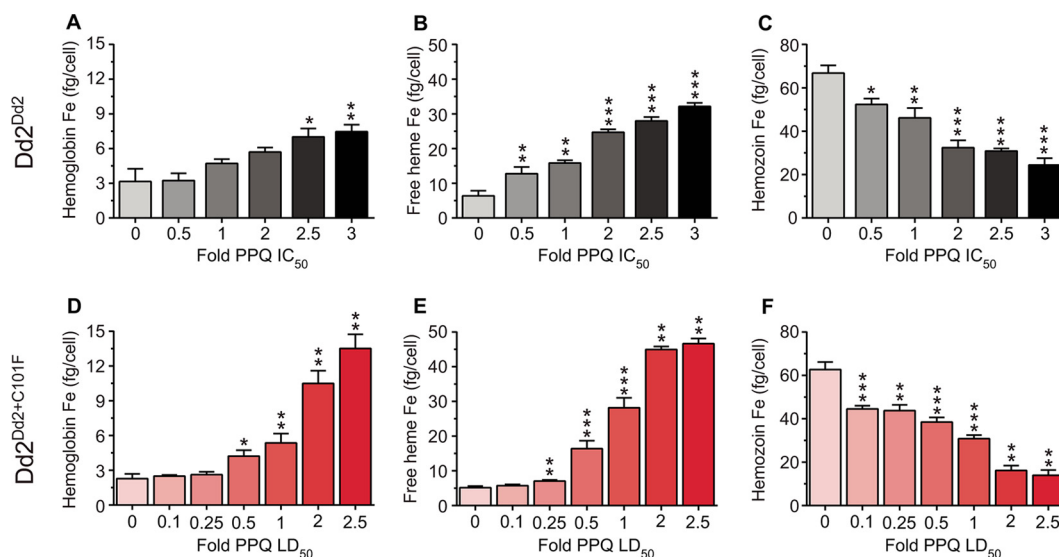 A
B
C
Dd2Dd2
Hemoglobin Fe (fg/cell)
15
12
9
6
3
0
*
*
0 0.5 1 2 2.5 3
Fold PPQ IC50
Free heme Fe (fg/cell)
50
40
30
20
10
0
**
**
***
***
***
0 0.5 1 2 2.5 3
Fold PPQ IC50
Hemozoin Fe (fg/cell)
80
60
40
20
0
*
**
***
***
***
0 0.5 1 2 2.5 3
Fold PPQ IC50
D
E
F
Dd2Dd2+C101F
Hemoglobin Fe (fg/cell)
15
12
9
6
3
0
*
**
**
**
0 0.1 0.25 0.5 1 2 2.5
Fold PPQ LD50
Free heme Fe (fg/cell)
50
40
30
20
10
0
**
***
***
**
**
0 0.1 0.25 0.5 1 2 2.5
Fold PPQ LD50
Hemozoin Fe (fg/cell)
80
60
40
20
0
***
**
***
***
**
**
0 0.1 0.25 0.5 1 2 2.5
Fold PPQ LD50